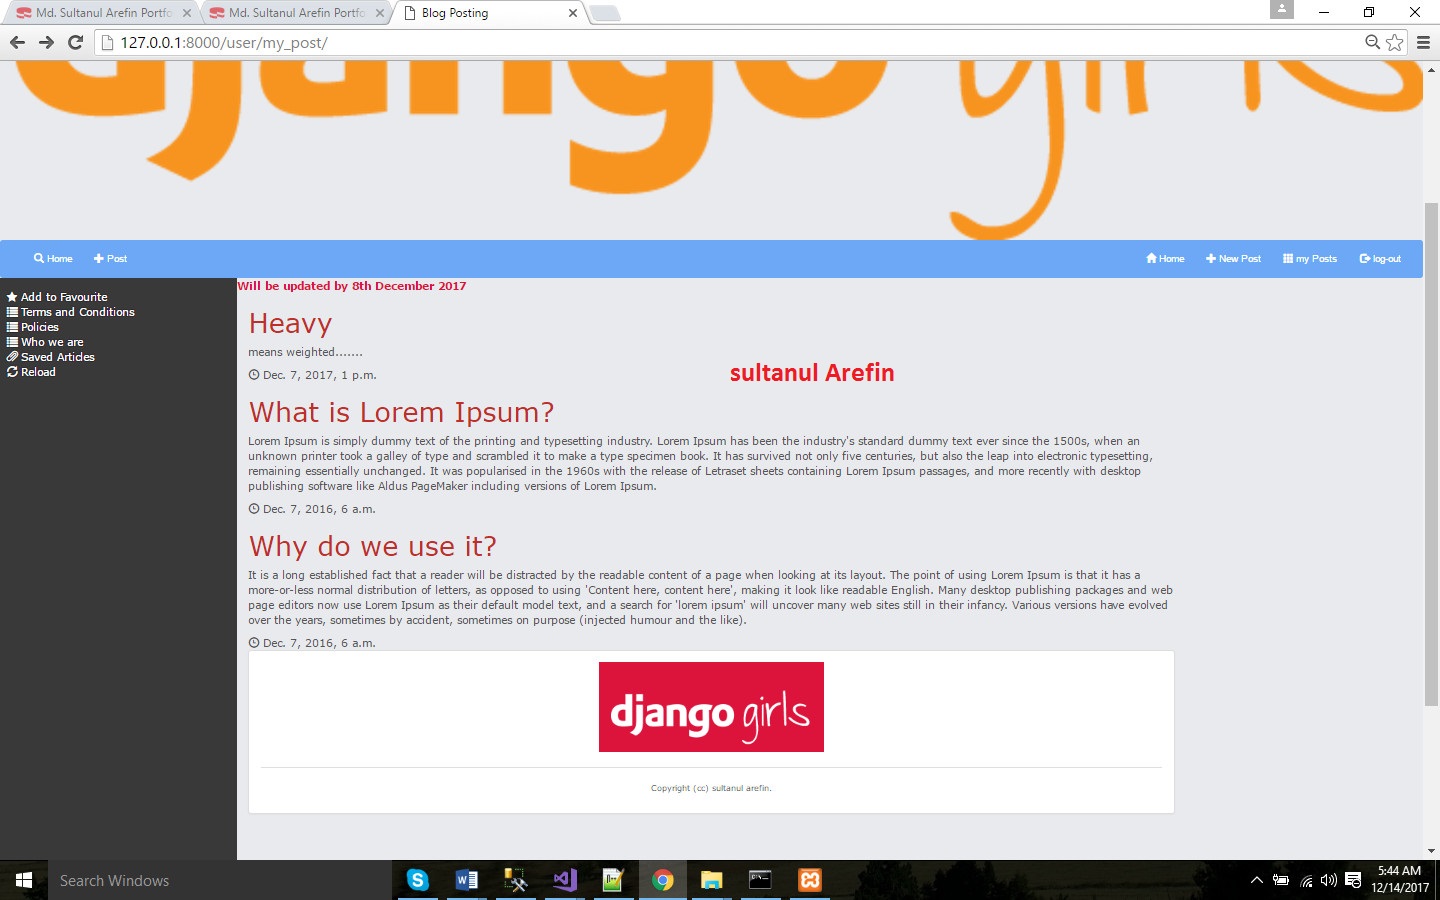 Md. Sultanul Arefin Portfo
Md. Sultanul Arefin Portfo
Blog Posting
127.0.0.1:8000/user/my_post/
django girls
Home
Post
Home
New Post
my Posts
log-out
Add to Favourite
Terms and Conditions
Policies
Who we are
Saved Articles
Reload
Will be updated by 8th December 2017
Heavy
means weighted.......
Dec. 7, 2017, 1 p.m.
sultanul Arefin
What is Lorem Ipsum?
Lorem Ipsum is simply dummy text of the printing and typesetting industry. Lorem Ipsum has been the industry's standard dummy text ever since the 1500s, when an
unknown printer took a galley of type and scrambled it to make a type specimen book. It has survived not only five centuries, but also the leap into electronic typesetting,
remaining essentially unchanged. It was popularised in the 1960s with the release of Letraset sheets containing Lorem Ipsum passages, and more recently with desktop
publishing software like Aldus PageMaker including versions of Lorem Ipsum.
Dec. 7, 2016, 6 a.m.
Why do we use it?
It is a long established fact that a reader will be distracted by the readable content of a page when looking at its layout. The point of using Lorem Ipsum is that it has a
more-or-less normal distribution of letters, as opposed to using 'Content here, content here', making it look like readable English. Many desktop publishing packages and web
page editors now use Lorem Ipsum as their default model text, and a search for 'lorem ipsum' will uncover many web sites still in their infancy. Various versions have evolved
over the years, sometimes by accident, sometimes on purpose (injected humour and the like).
Dec. 7, 2016, 6 a.m.
django girls
Copyright (cc) sultanul arefin.
Search Windows
5:44 AM
12/14/2017